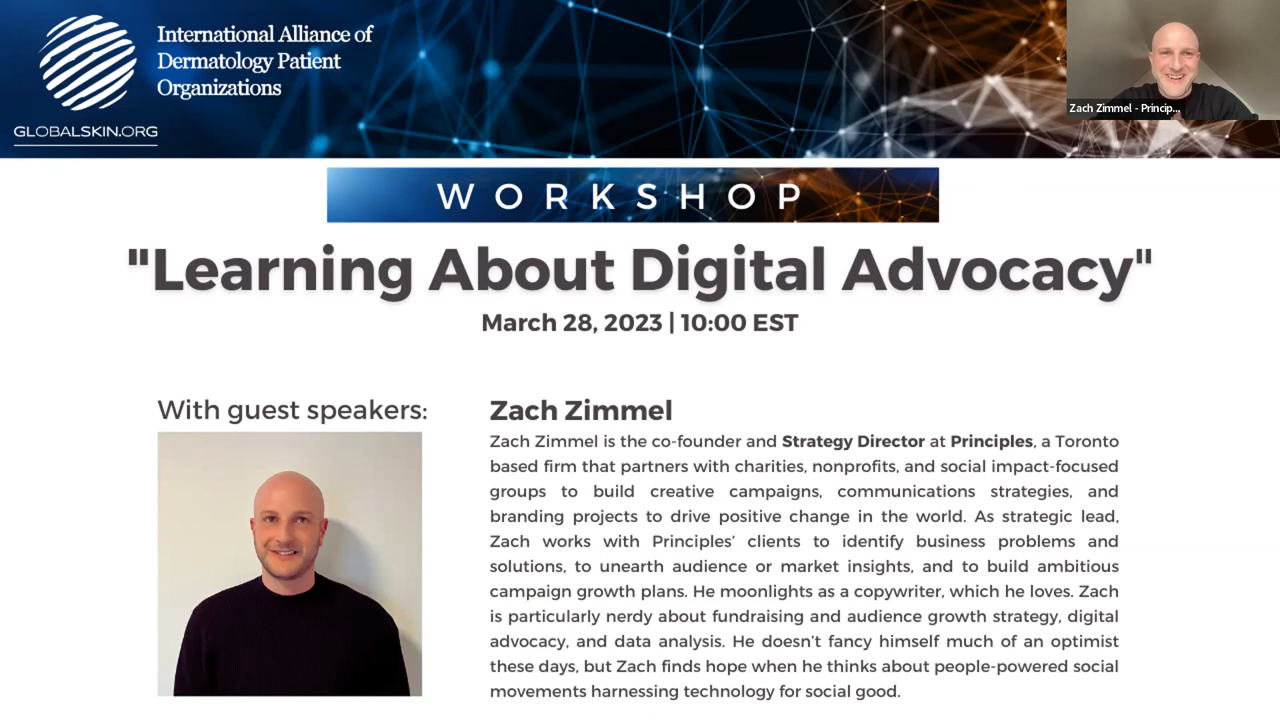 International Alliance of
Dermatology Patient
Organizations
GLOBALSKIN.ORG
Zach Zimmel - Princip...
WORKSHOP
"Learning About Digital Advocacy"
March 28, 2023 | 10:00 EST
With guest speakers:
Zach Zimmel
Zach Zimmel is the co-founder and Strategy Director at Principles, a Toronto
based firm that partners with charities, nonprofits, and social impact-focused
groups to build creative campaigns, communications strategies, and
branding projects to drive positive change in the world. As strategic lead,
Zach works with Principles’ clients to identify business problems and
solutions, to unearth audience or market insights, and to build ambitious
campaign growth plans. He moonlights as a copywriter, which he loves. Zach
is particularly nerdy about fundraising and audience growth strategy, digital
advocacy, and data analysis. He doesn’t fancy himself much of an optimist
these days, but Zach finds hope when he thinks about people-powered social
movements harnessing technology for social good.